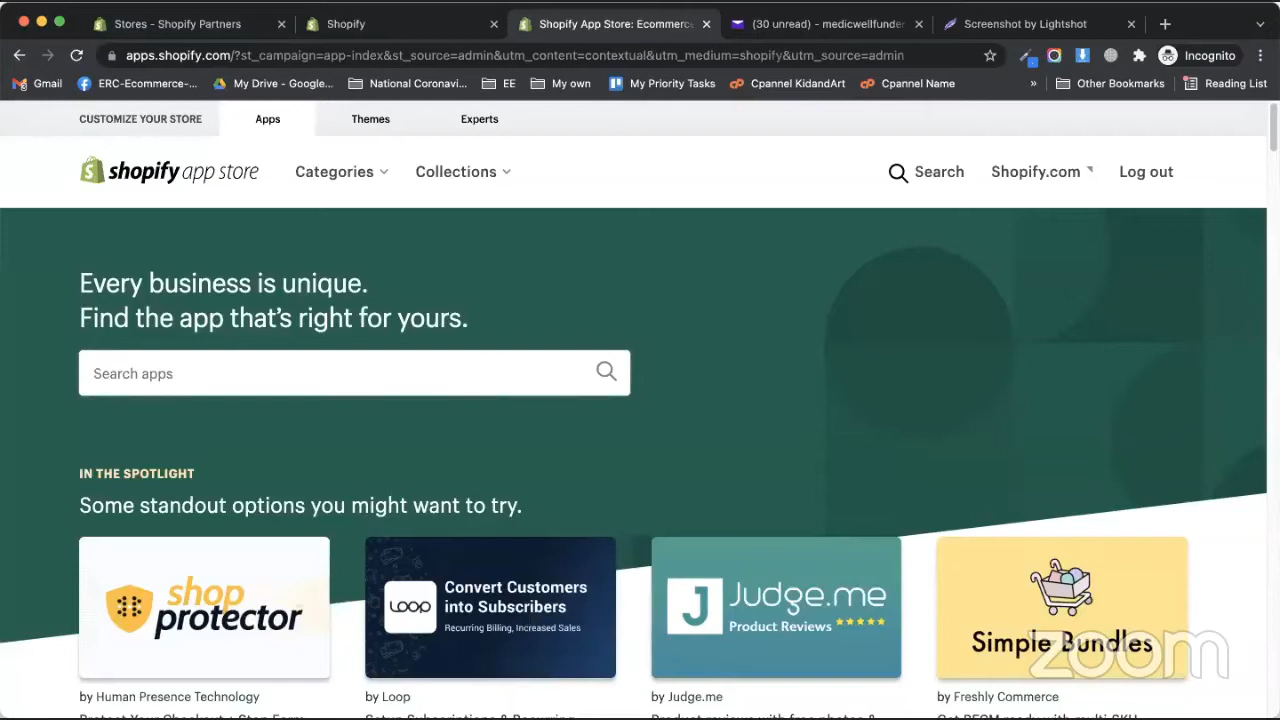 Stores - Shopify Partners
Shopify
Shopify App Store: Ecommerc
(30 unread) - medicwellfunder
Screenshot by Lightshot
apps.shopify.com/?st_campaign=app-index&st_source=admin&utm_content=contextual&utm_medium=shopify&utm_source=admin
Incognito
Gmail
ERC-Ecommerce-...
My Drive - Google...
National Coronavi...
EE
My own
My Priority Tasks
Cpannel KidandArt
Cpannel Name
»
Other Bookmarks
Reading List
CUSTOMIZE YOUR STORE
Apps
Themes
Experts
shopify app store
Categories
Collections
Search
Shopify.com
Log out
Every business is unique.
Find the app that's right for yours.
Search apps
IN THE SPOTLIGHT
Some standout options you might want to try.
shop
protector
LOOP
Convert Customers
into Subscribers
Recurring Billing, Increased Sales
J
Judge.me
Product Reviews
Simple Bundles
zoom
by Human Presence Technology
by Loop
by Judge.me
by Freshly Commerce